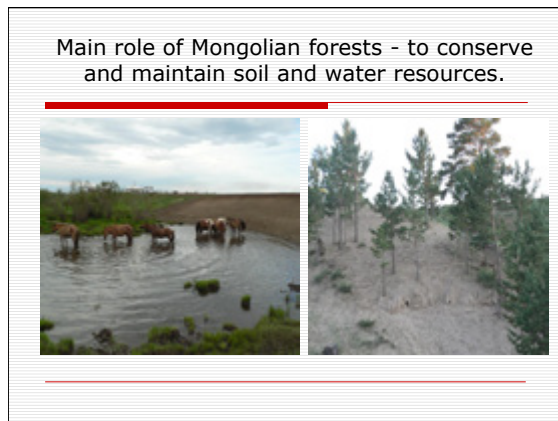 Main role of Mongolian forests - to conserve
and maintain soil and water resources.